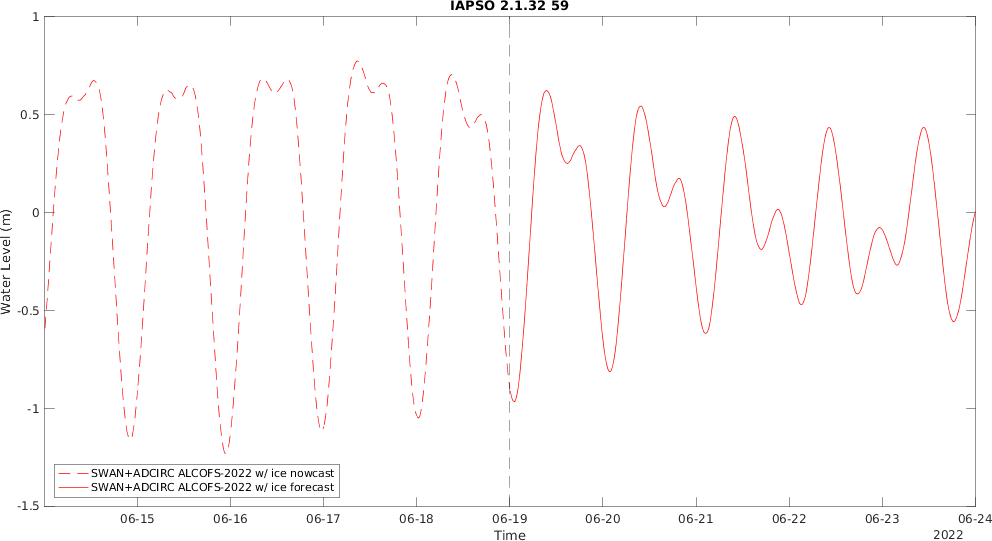 IAPSO 2.1.32 59
1
0.5
0
-0.5
-1
-1.5
Water Level (m)
SWAN+ADCIRC ALCOFS-2022 w/ ice nowcast
SWAN+ADCIRC ALCOFS-2022 w/ ice forecast
06-15 06-16 06-17 06-18 06-19 06-20 06-21 06-22 06-23 06-24
Time
2022